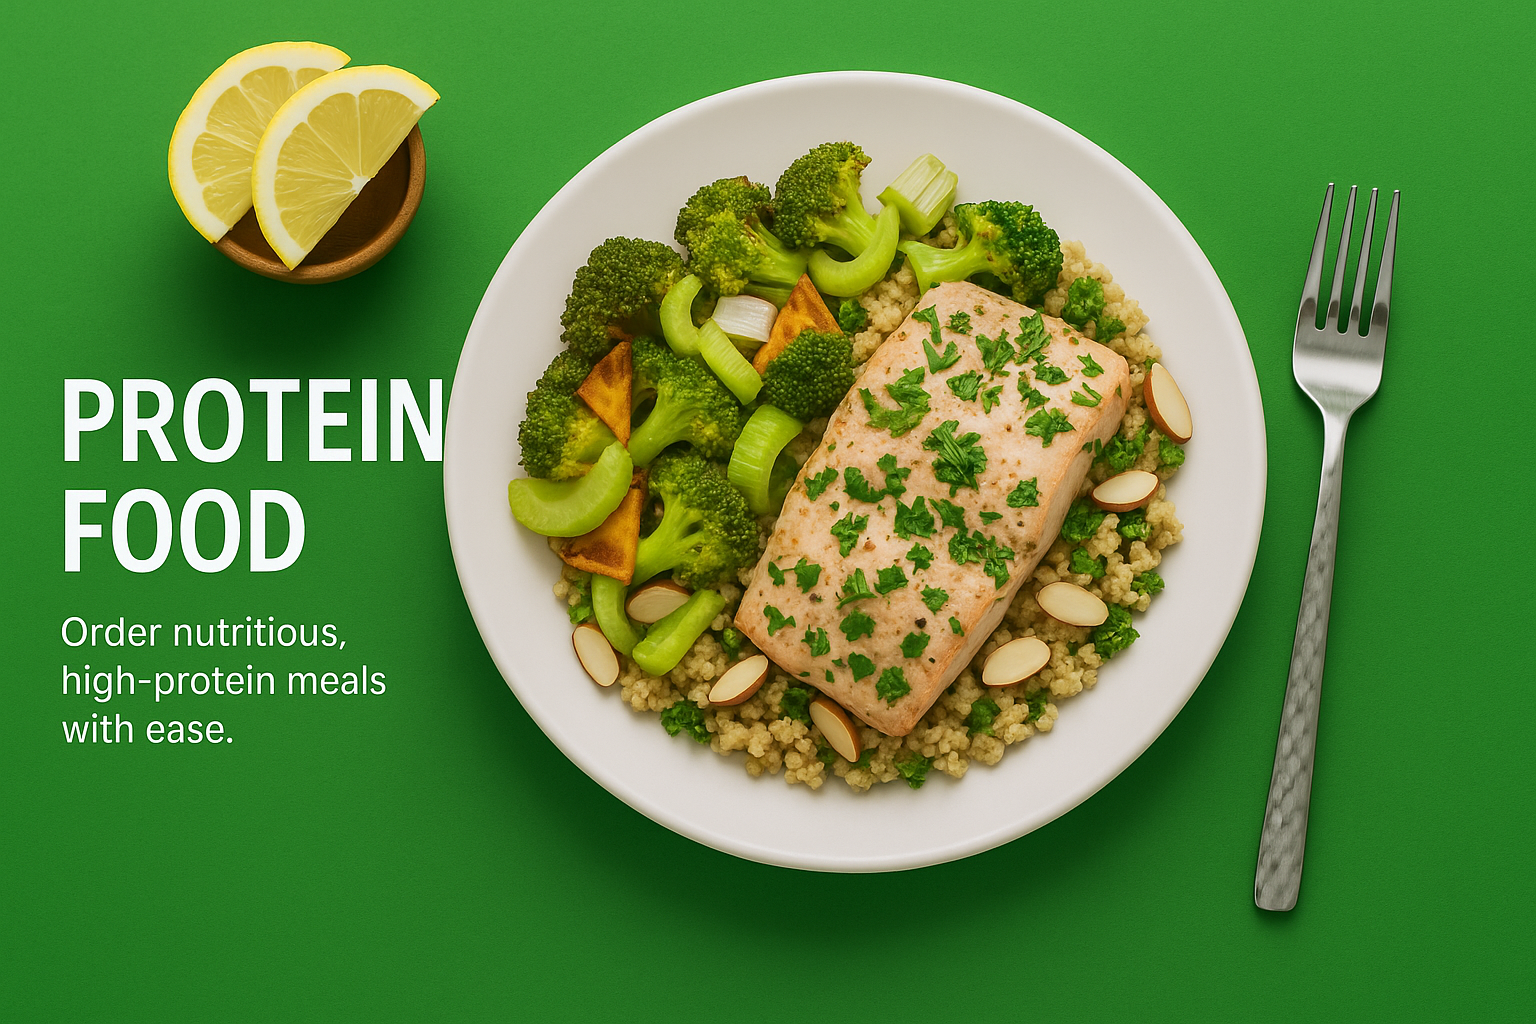 PROTEIN
FOOD
Order nutritious,
high-protein meals
with ease.